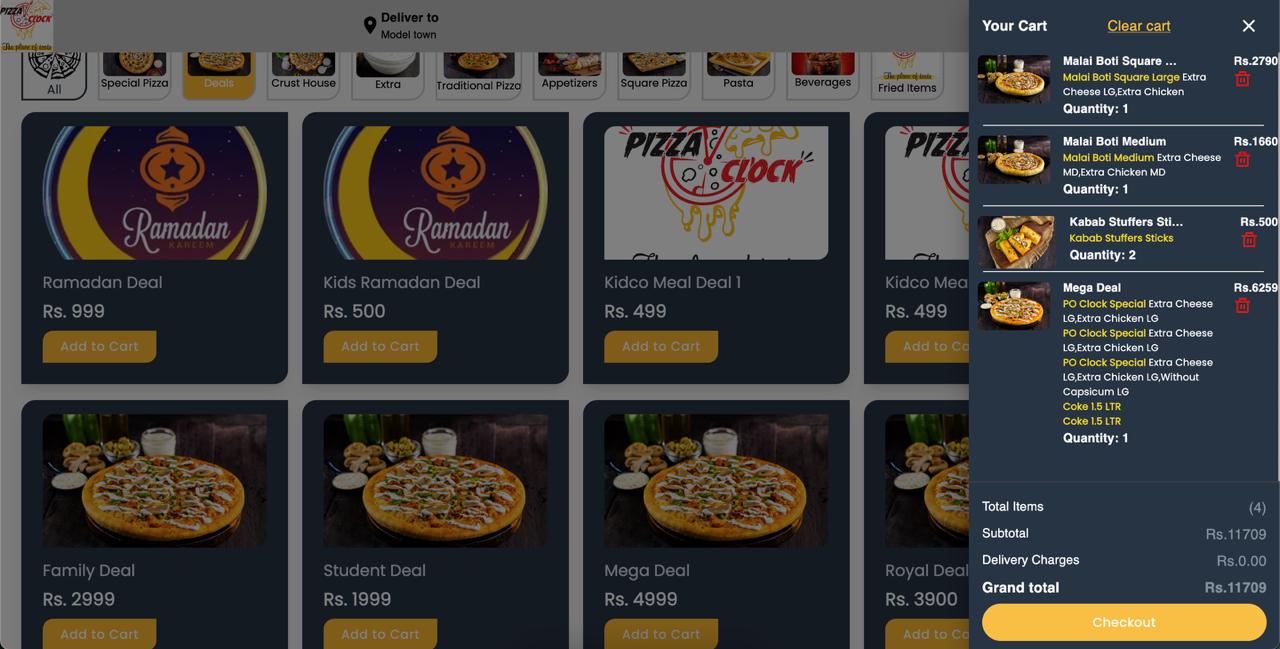 PIZZA
CLOCK
The place of taste
Deliver to
Model town
All
Special Pizza
Deals
Crust House
Extra
Traditional Pizza
Appetizers
Square Pizza
Pasta
Beverages
Fried Items
Ramadan
KAREEM
Ramadan Deal
Rs. 999
Add to Cart
Ramadan
KAREEM
Kids Ramadan Deal
Rs. 500
Add to Cart
PIZZA
CLOCK
Kidco Meal Deal 1
Rs. 499
Add to Cart
Kidco Mea
Rs. 499
Add to Ca
Family Deal
Rs. 2999
Add to Cart
Student Deal
Rs. 1999
Add to Cart
Mega Deal
Rs. 4999
Add to Cart
Royal Deal
Rs. 3900
Add to Ca
Your Cart
Clear cart
Malai Boti Square ...
Rs.2790
Malai Boti Square Large Extra
Cheese LG,Extra Chicken
Quantity: 1
Malai Boti Medium
Rs.1660
Malai Boti Medium Extra Cheese
MD,Extra Chicken MD
Quantity: 1
Kabab Stuffers Sti...
Rs.500
Kabab Stuffers Sticks
Quantity: 2
Mega Deal
Rs.6259
PO Clock Special Extra Cheese
LG,Extra Chicken LG
PO Clock Special Extra Cheese
LG,Extra Chicken LG
PO Clock Special Extra Cheese
LG,Extra Chicken LG,Without
Capsicum LG
Coke 1.5 LTR
Coke 1.5 LTR
Quantity: 1
Total Items
(4)
Subtotal
Rs.11709
Delivery Charges
Rs.0.00
Grand total
Rs.11709
Checkout